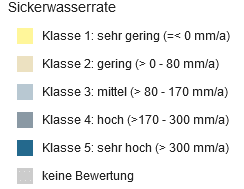 Sickerwasserrate
Klasse 1: sehr gering (=< 0 mm/a)
Klasse 2: gering (> 0 - 80 mm/a)
Klasse 3: mittel (> 80 - 170 mm/a)
Klasse 4: hoch (>170 - 300 mm/a)
Klasse 5: sehr hoch (> 300 mm/a)
keine Bewertung